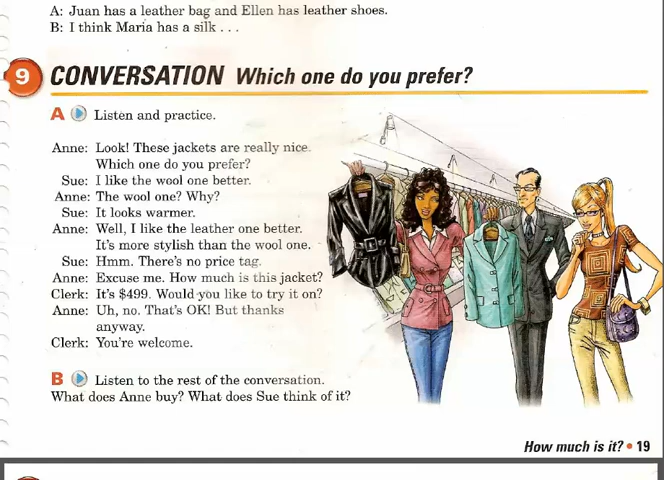 A: Juan has a leather bag and Ellen has leather shoes.
B: I think Maria has a silk . . .
9 CONVERSATION Which one do you prefer?
A Listen and practice.
Anne: Look! These jackets are really nice.
Which one do you prefer?
Sue: I like the wool one better.
Anne: The wool one? Why?
Sue: It looks warmer.
Anne: Well, I like the leather one better.
It's more stylish than the wool one.
Sue: Hmm. There's no price tag.
Anne: Excuse me. How much is this jacket?
Clerk: It's $499. Would you like to try it on?
Anne: Uh, no. That's OK! But thanks
anyway.
Clerk: You're welcome.
B Listen to the rest of the conversation.
What does Anne buy? What does Sue think of it?
How much is it? • 19